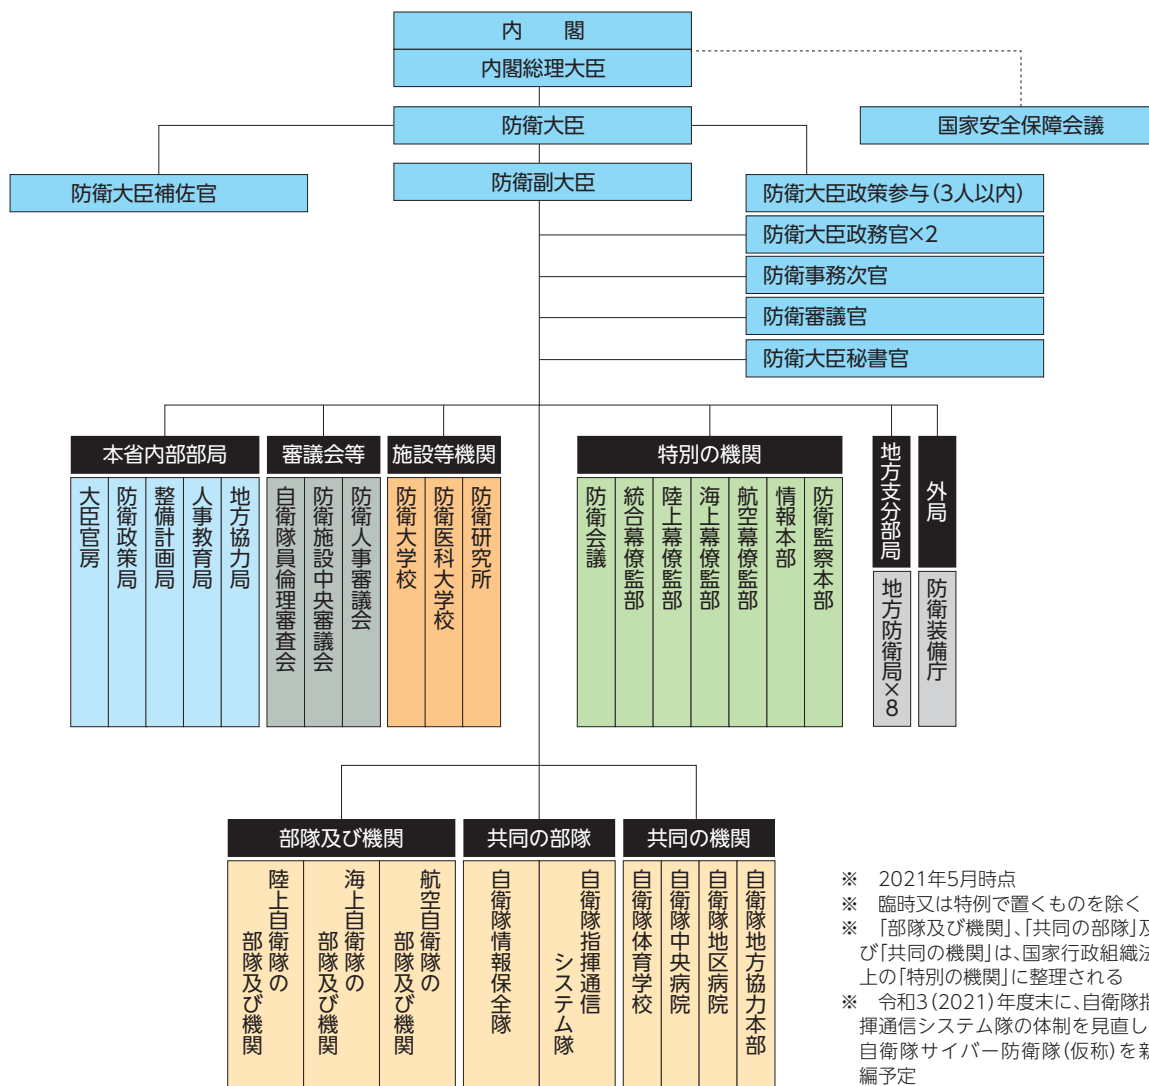 内　閣
内閣総理大臣
防衛大臣
国家安全保障会議
防衛副大臣
防衛大臣補佐官
防衛大臣政策参与(3人以内)
防衛大臣政務官×2
防衛事務次官
防衛審議官
防衛大臣秘書官
本省内部部局
大臣官房
防衛政策局
整備計画局
人事教育局
地方協力局
審議会等
自衛隊員倫理審査会
防衛施設中央審議会
防衛人事審議会
施設等機関
防衛大学校
防衛医科大学校
防衛研究所
特別の機関
防衛会議
統合幕僚監部
陸上幕僚監部
海上幕僚監部
航空幕僚監部
情報本部
防衛監察本部
地方支分部局
地方防衛局×8
外局
防衛装備庁
部隊及び機関
陸上自衛隊の
部隊及び機関
海上自衛隊の
部隊及び機関
航空自衛隊の
部隊及び機関
共同の部隊
自衛隊情報保全隊
自衛隊指揮通信
システム隊
共同の機関
自衛隊体育学校
自衛隊中央病院
自衛隊地区病院
自衛隊地方協力本部
※　2021年5月時点
※　臨時又は特例で置くものを除く
※　「部隊及び機関」、「共同の部隊」及
び「共同の機関」は、国家行政組織法
上の「特別の機関」に整理される
※　令和3(2021)年度末に、自衛隊指
揮通信システム隊の体制を見直し
自衛隊サイバー防衛隊(仮称)を新
編予定